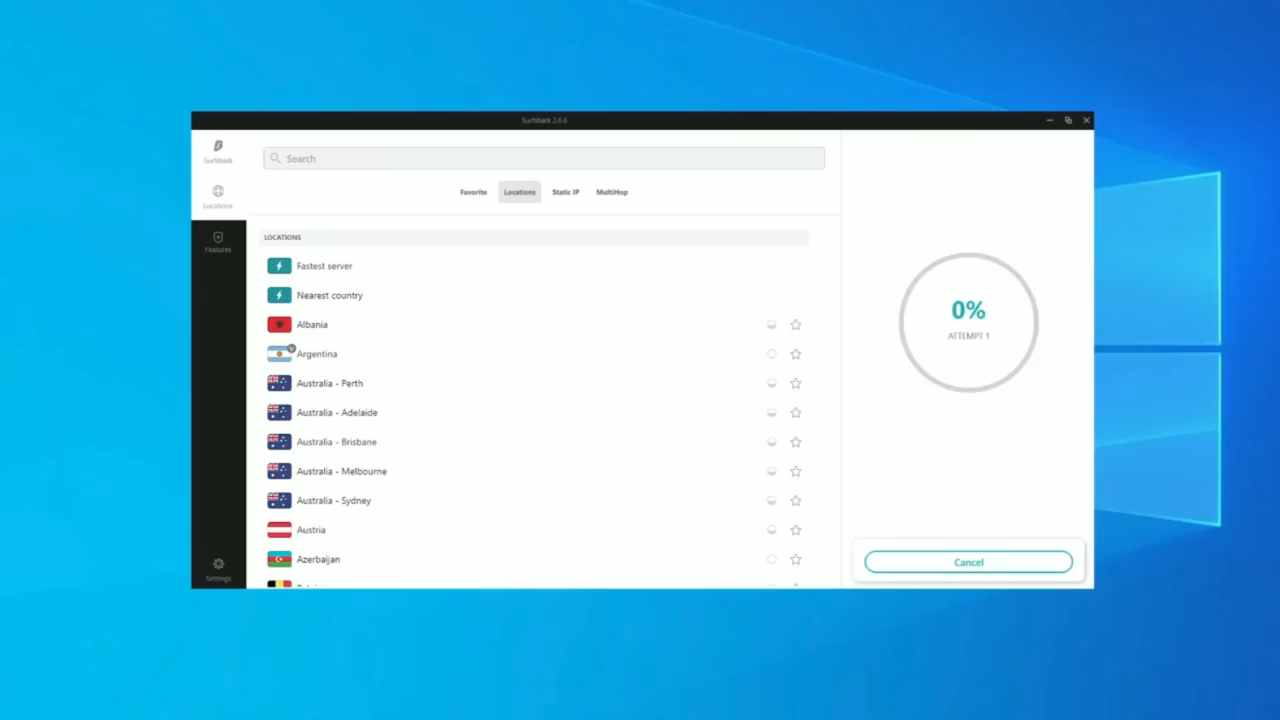 Surfshark 2.6.6
Surfshark
Locations
Features
Settings
Search
Favorite Locations Static IP MultiHop
LOCATIONS
Fastest server
Nearest country
Albania
Argentina
Australia - Perth
Australia - Adelaide
Australia - Brisbane
Australia - Melbourne
Australia - Sydney
Austria
Azerbaijan
0%
ATTEMPT 1
Cancel